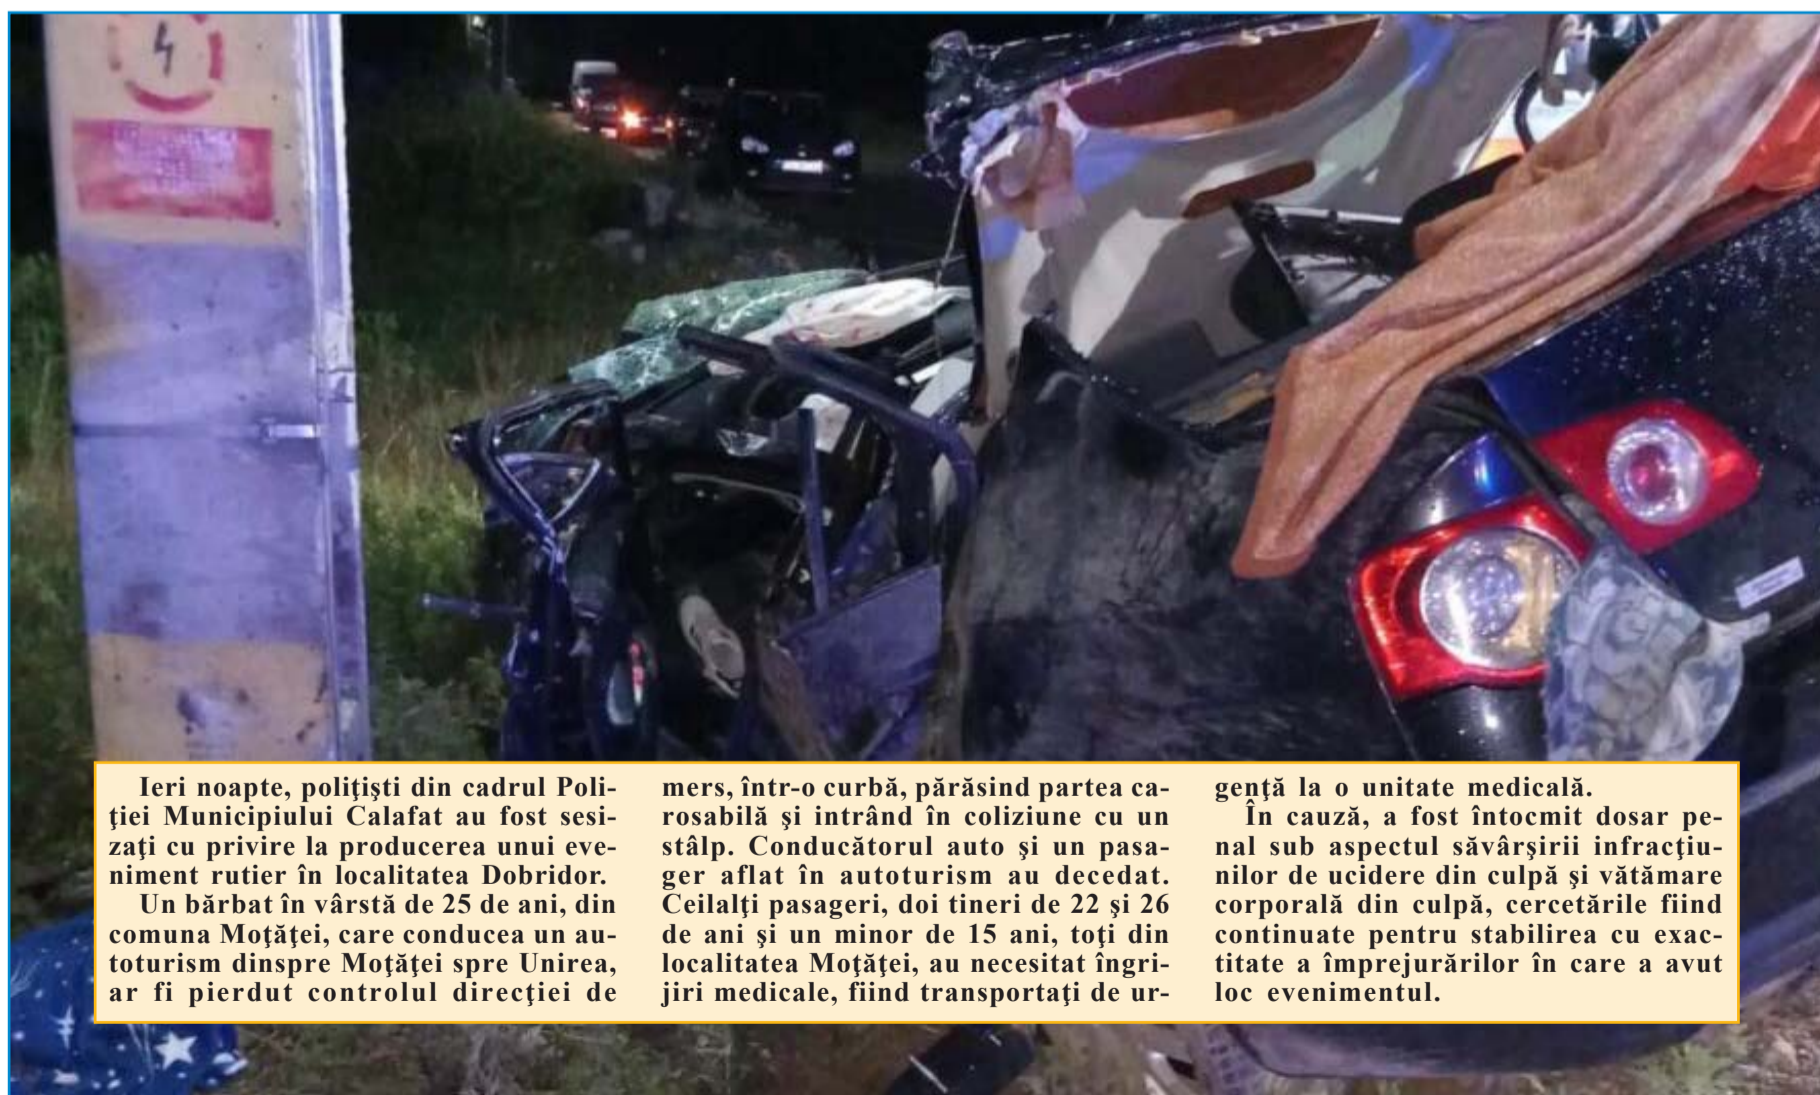 Ieri noapte, poliţişti din cadrul Poli-
ţiei Municipiului Calafat au fost sesi-
zaţi cu privire la producerea unui eve-
niment rutier în localitatea Dobridor.
Un bărbat în vârstă de 25 de ani, din
comuna Moţăţei, care conducea un au-
toturism dinspre Moţăţei spre Unirea,
ar fi pierdut controlul direcţiei de
mers, într-o curbă, părăsind partea ca-
rosabilă şi intrând în coliziune cu un
stâlp. Conducătorul auto şi un pasa-
ger aflat în autoturism au decedat.
Ceilalţi pasageri, doi tineri de 22 şi 26
de ani şi un minor de 15 ani, toţi din
localitatea Moţăţei, au necesitat îngri-
jiri medicale, fiind transportaţi de ur-
genţă la o unitate medicală.
În cauză, a fost întocmit dosar pe-
nal sub aspectul săvârşirii infracţiu-
nilor de ucidere din culpă şi vătămare
corporală din culpă, cercetările fiind
continuate pentru stabilirea cu exac-
titate a împrejurărilor în care a avut
loc evenimentul.